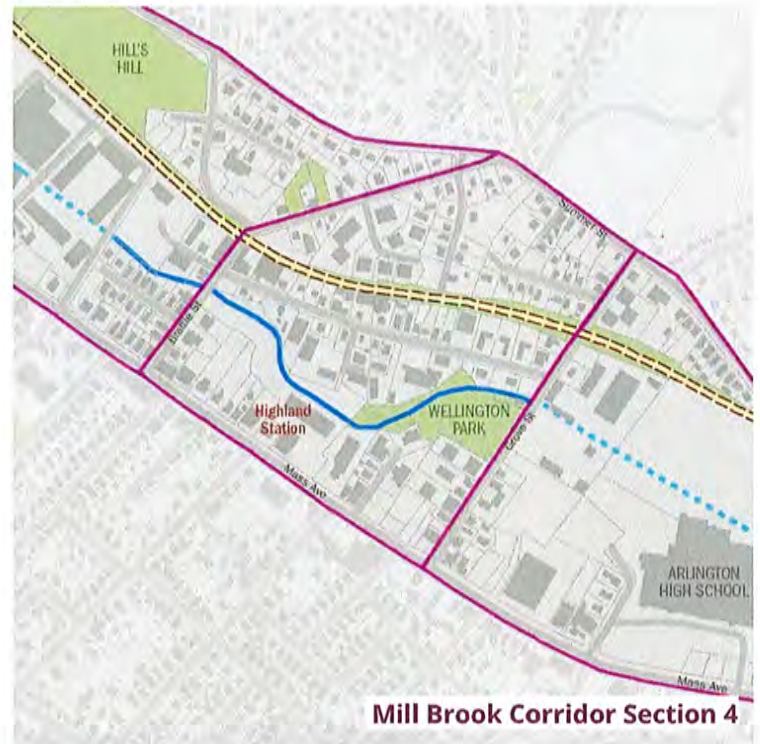 HILL'S
HILL
Summer St
Brattle St
Highland
Station
WELLINGTON
PARK
Grove St
Mass Ave
ARLINGTON
HIGH SCHOOL
Mass Ave
Mill Brook Corridor Section 4